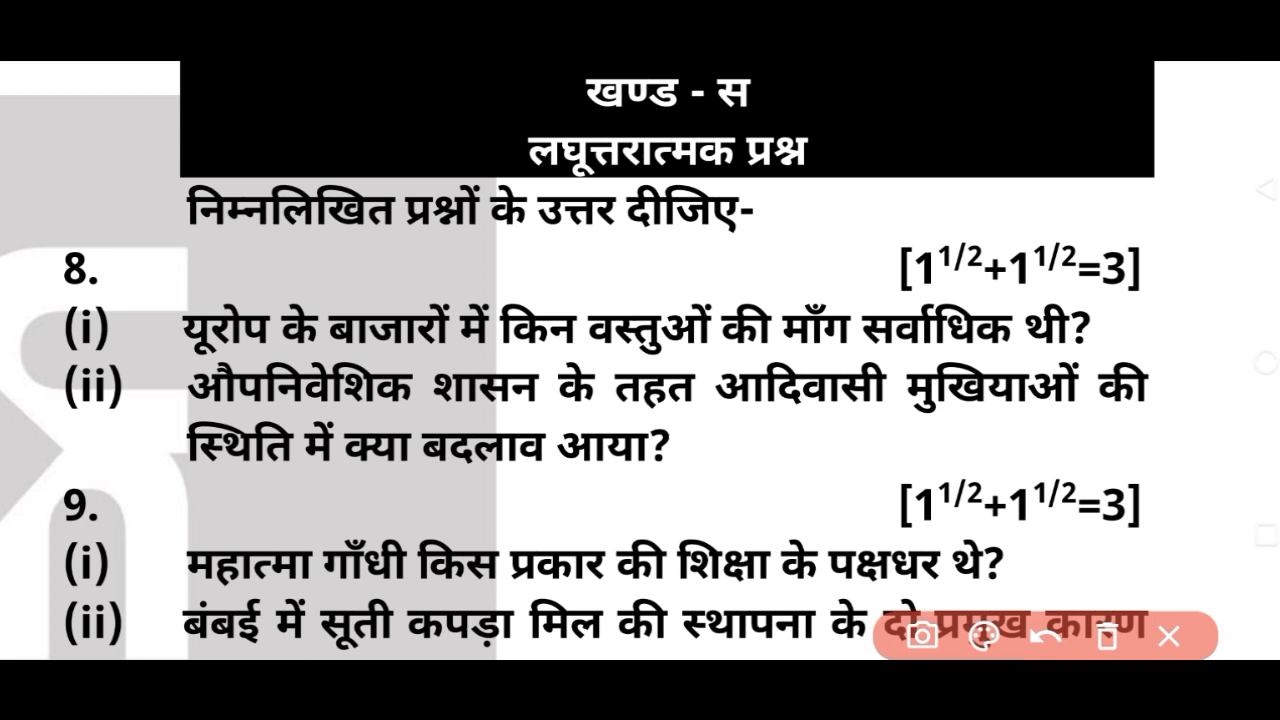 खण्ड - स
लघूत्तरात्मक प्रश्न
निम्नलिखित प्रश्नों के उत्तर दीजिए-
8. [1^1/2+1^1/2=3]
(i) यूरोप के बाजारों में किन वस्तुओं की माँग सर्वाधिक थी?
(ii) औपनिवेशिक शासन के तहत आदिवासी मुखियाओं की
स्थिति में क्या बदलाव आया?
9. [1^1/2+1^1/2=3]
(i) महात्मा गाँधी किस प्रकार की शिक्षा के पक्षधर थे?
(ii) बंबई में सूती कपड़ा मिल की स्थापना के दो प्रमुख कारण